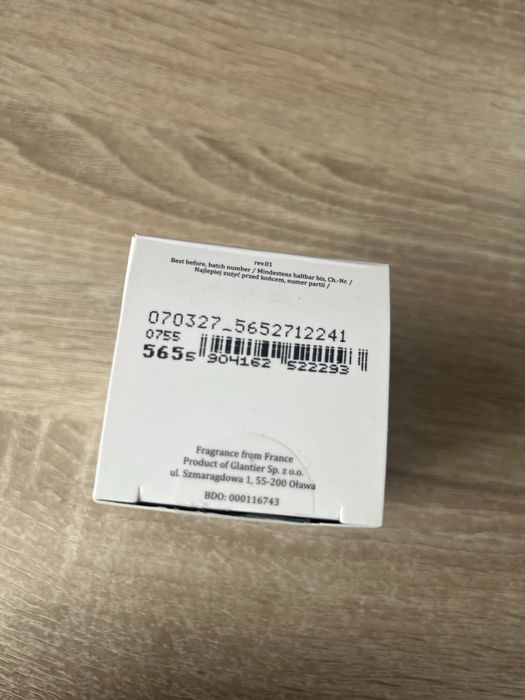 rev.01
Best before, batch number / Mindestens haltbar bis, Ch.-Nr. /
Najlepiej zużyć przed końcem, numer partii /
070327_5652712241
0755
565
5 904162 522293
Fragrance from France
Product of Glantier Sp. z o.o.
ul. Szmaragdowa 1, 55-200 Oława
BDO: 000116743